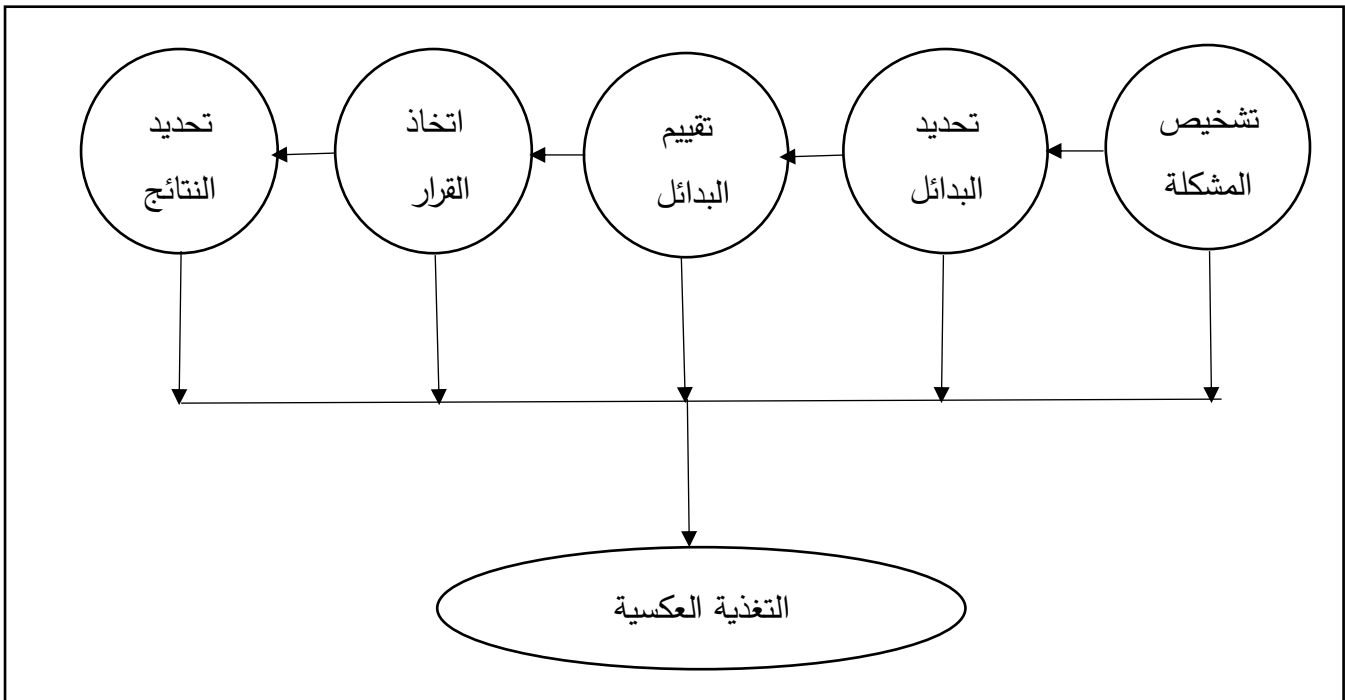 تشخيص
المشكلة
تحديد
البدائل
تقييم
البدائل
اتخاذ
القرار
تحديد
النتائج
التغذية العكسية